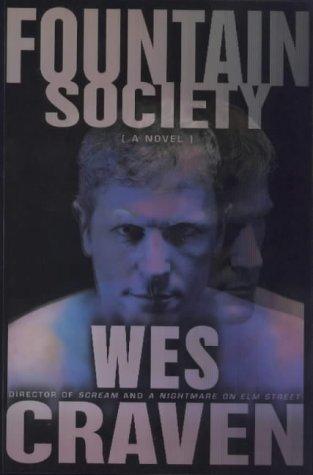 FOUNTAIN
SOCIETY
[ A NOVEL ]
WES
DIRECTOR OF SCREAM AND A NIGHTMARE ON ELM STREET
CRAVEN